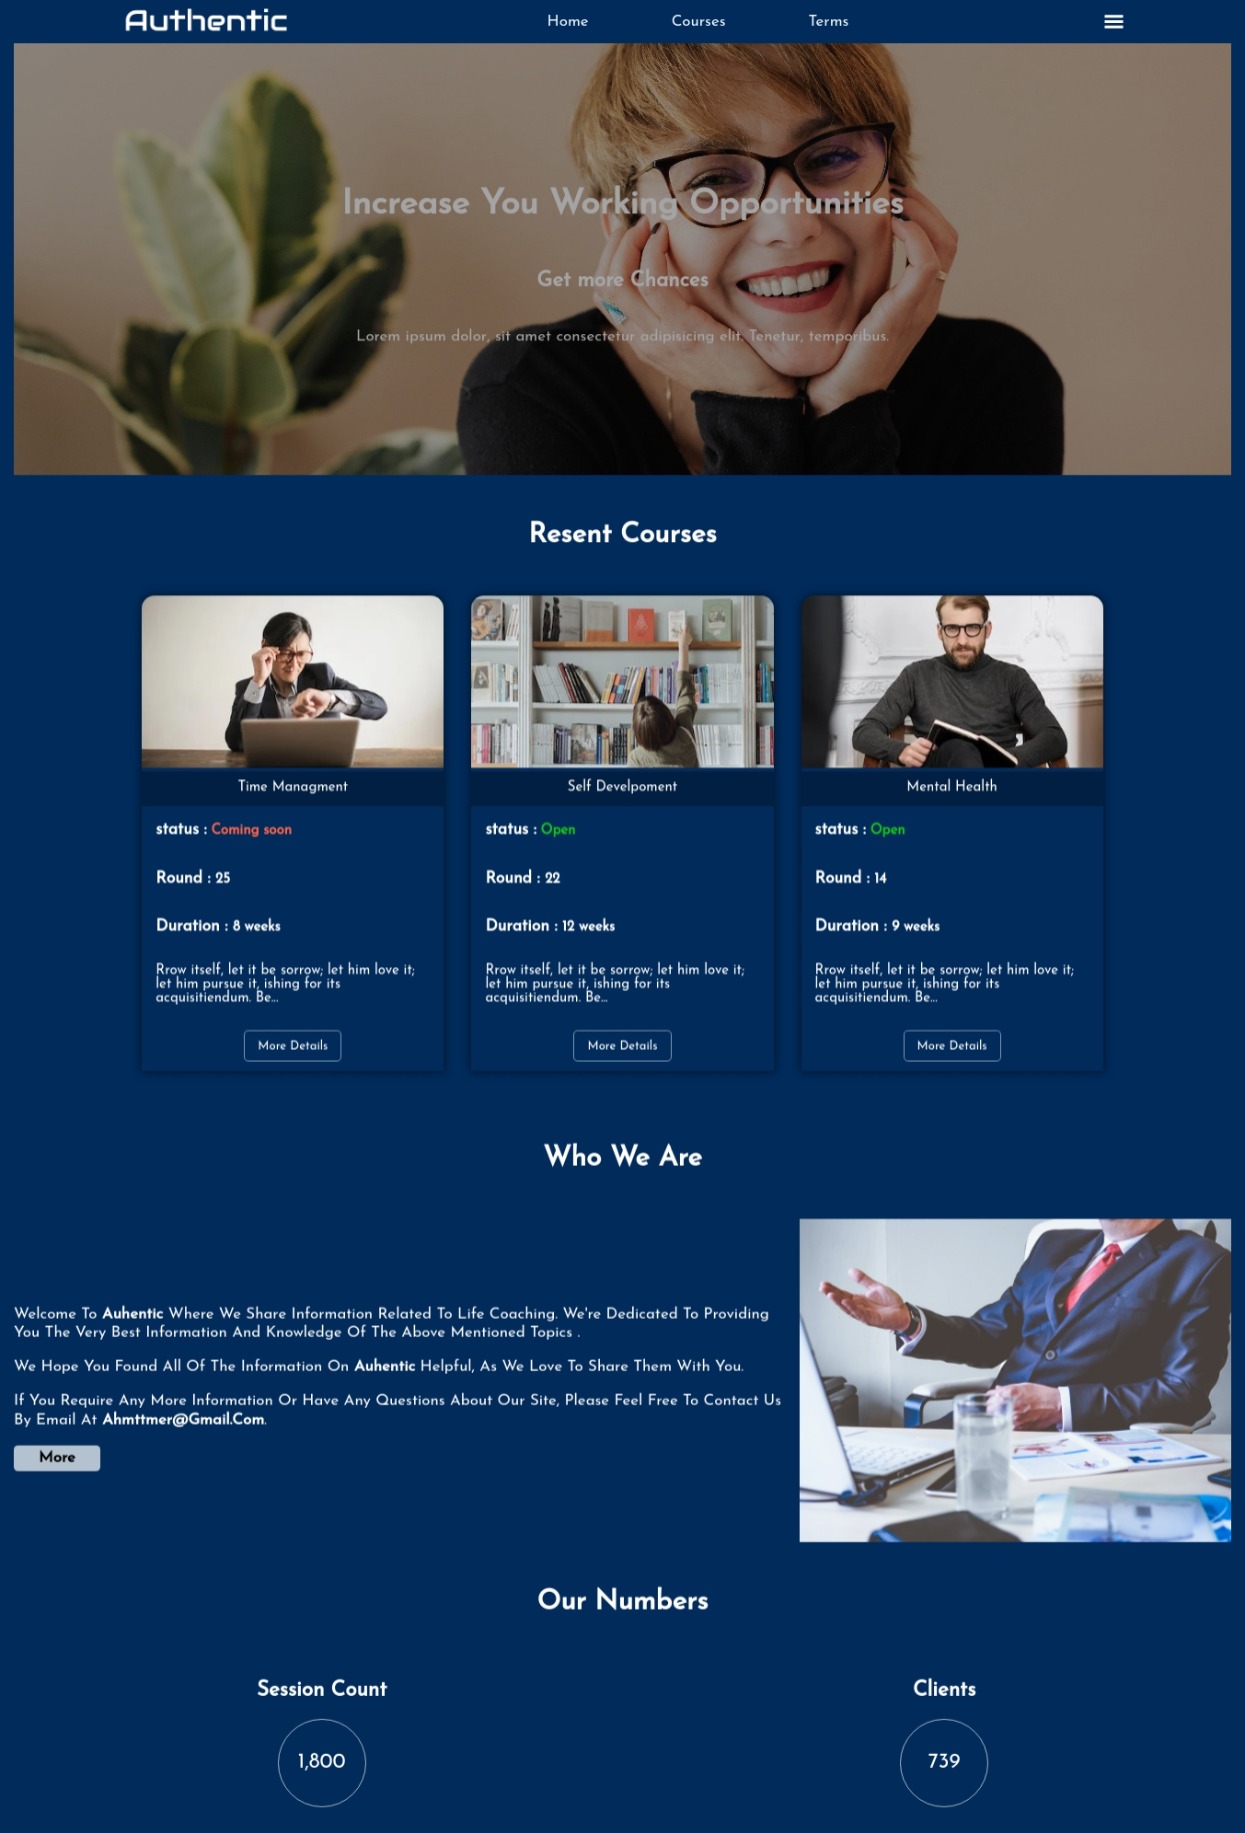 Authentic
Home
Courses
Terms
Increase You Working Opportunities
Get more Chances
Lorem ipsum dolor, sit amet consectetur adipisicing elit. Tenetur, temporibus.
Resent Courses
Time Managment
status : Coming soon
Round : 25
Duration : 8 weeks
Rrow itself, let it be sorrow; let him love it;
let him pursue it, ishing for its
acquisitiendum. Be...
More Details
Self Develpoment
status : Open
Round : 22
Duration : 12 weeks
Rrow itself, let it be sorrow; let him love it;
let him pursue it, ishing for its
acquisitiendum. Be...
More Details
Mental Health
status : Open
Round : 14
Duration : 9 weeks
Rrow itself, let it be sorrow; let him love it;
let him pursue it, ishing for its
acquisitiendum. Be...
More Details
Who We Are
Welcome To Auhentic Where We Share Information Related To Life Coaching. We're Dedicated To Providing
You The Very Best Information And Knowledge Of The Above Mentioned Topics .
We Hope You Found All Of The Information On Auhentic Helpful, As We Love To Share Them With You.
If You Require Any More Information Or Have Any Questions About Our Site, Please Feel Free To Contact Us
By Email At Ahmttmer@Gmail.Com.
More
Our Numbers
Session Count
1,800
Clients
739